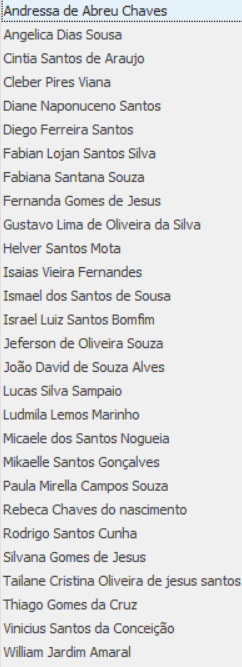 Andressa de Abreu Chaves
Angelica Dias Sousa
Cintia Santos de Araujo
Cleber Pires Viana
Diane Naponuceno Santos
Diego Ferreira Santos
Fabian Lojan Santos Silva
Fabiana Santana Souza
Fernanda Gomes de Jesus
Gustavo Lima de Oliveira da Silva
Helver Santos Mota
Isaias Vieira Fernandes
Ismael dos Santos de Sousa
Israel Luiz Santos Bomfim
Jeferson de Oliveira Souza
João David de Souza Alves
Lucas Silva Sampaio
Ludmila Lemos Marinho
Micaele dos Santos Nogueia
Mikaelle Santos Gonçalves
Paula Mirella Campos Souza
Rebeca Chaves do nascimento
Rodrigo Santos Cunha
Silvana Gomes de Jesus
Tailane Cristina Oliveira de jesus santos
Thiago Gomes da Cruz
Vinicius Santos da Conceição
William Jardim Amaral